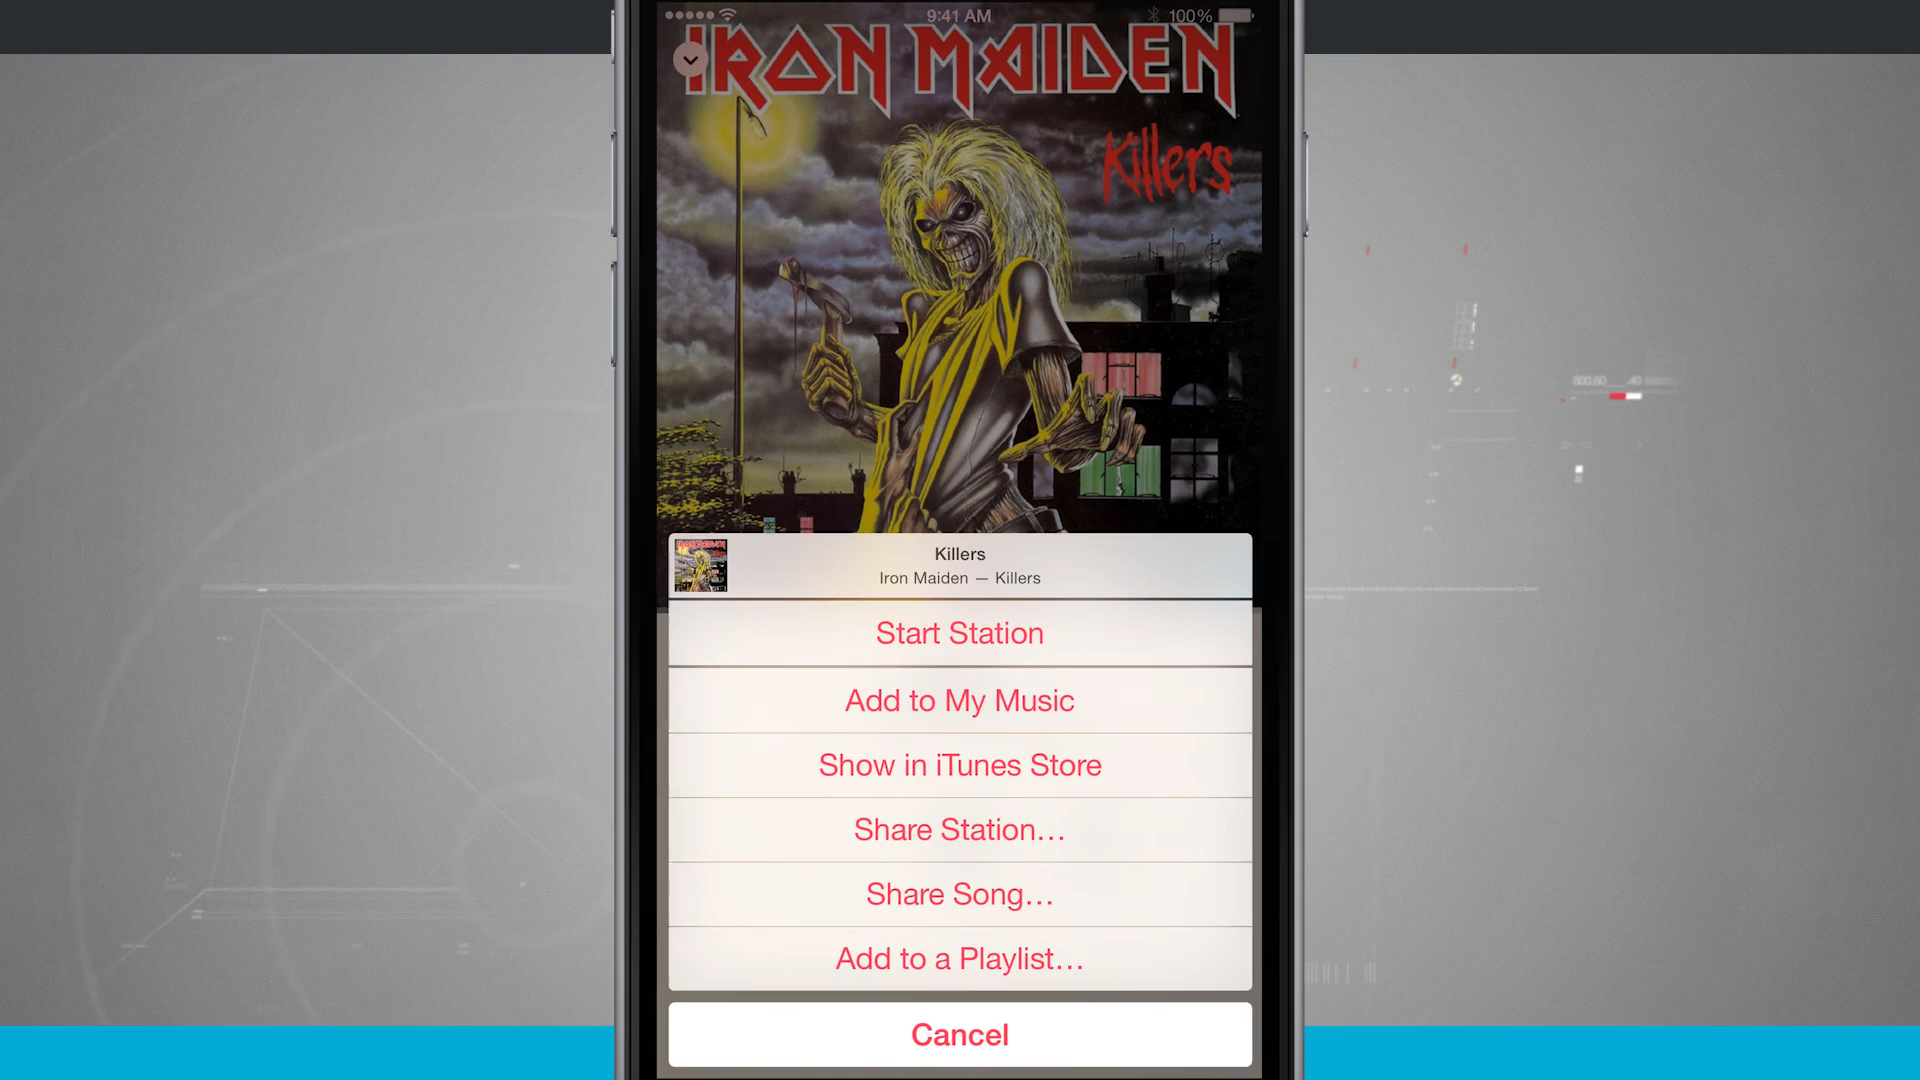 9:41 AM
100%
IRON MAIDEN
Killers
Killers
Iron Maiden — Killers
Start Station
Add to My Music
Show in iTunes Store
Share Station…
Share Song…
Add to a Playlist…
Cancel